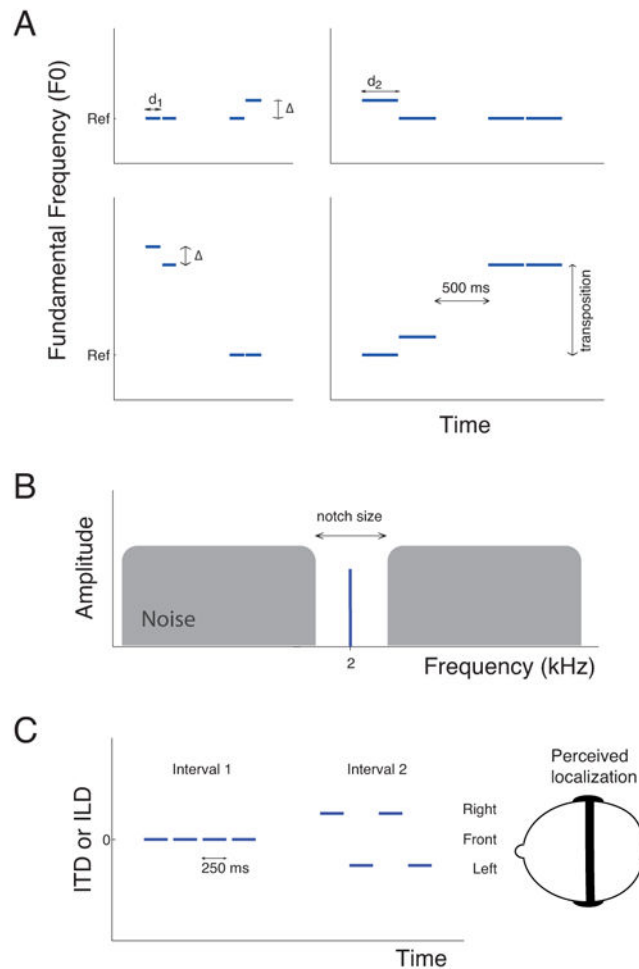 A
Fundamental Frequency (F0)
d1
Ref
Δ
d2
Δ
Ref
500 ms
transposition
Time
B
Amplitude
notch size
Noise
2
Frequency (kHz)
C
ITD or ILD
Interval 1
Interval 2
0
250 ms
Time
Perceived
localization
Right
Front
Left